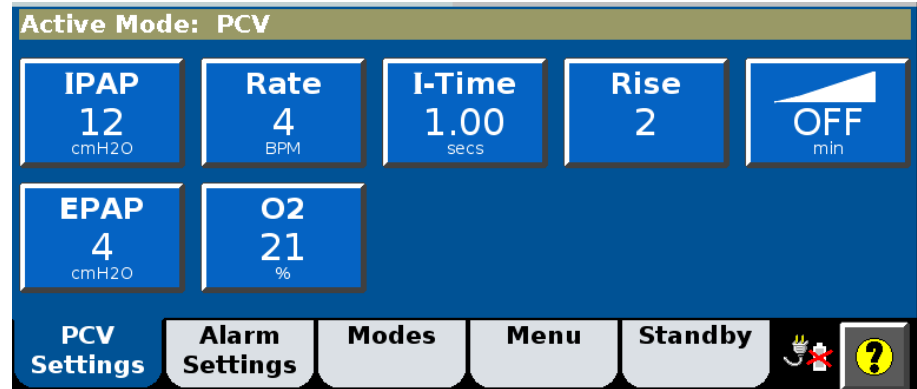 Active Mode: PCV
IPAP Rate I-Time Rise
12 4 1.00 2 OFF
cmH2O BPM secs min
EPAP O2
4 21
cmH2O %
PCV Alarm Modes Menu Standby
Settings Settings ?